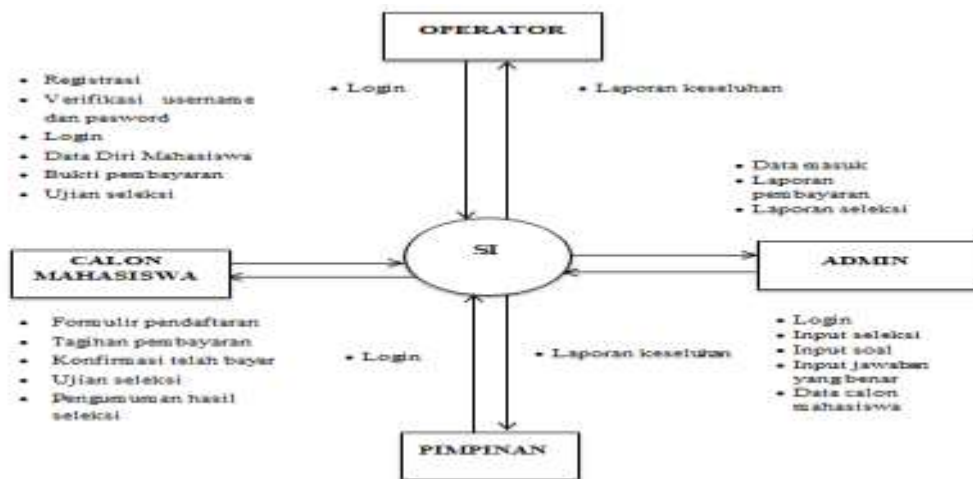 OPERATOR
• Registrasi
• Verifikasi username
dan pasword
• Login
• Data Diri Mahasiswa
• Bukti pembayaran
• Ujian seleksi
• Login
• Laporan keseluhan
• Data masuk
• Laporan
pembayaran
• Laporan seleksi
CALON
MAHASISWA
SI
ADMIN
• Formulir pendaftaran
• Tagihan pembayaran
• Konfirmasi telah bayar
• Ujian seleksi
• Pengumuman hasil
seleksi
• Login
• Laporan keseluhan
• Login
• Input seleksi
• Input soal
• Input jawaban
yang benar
• Data calon
mahasiswa
PIMPINAN